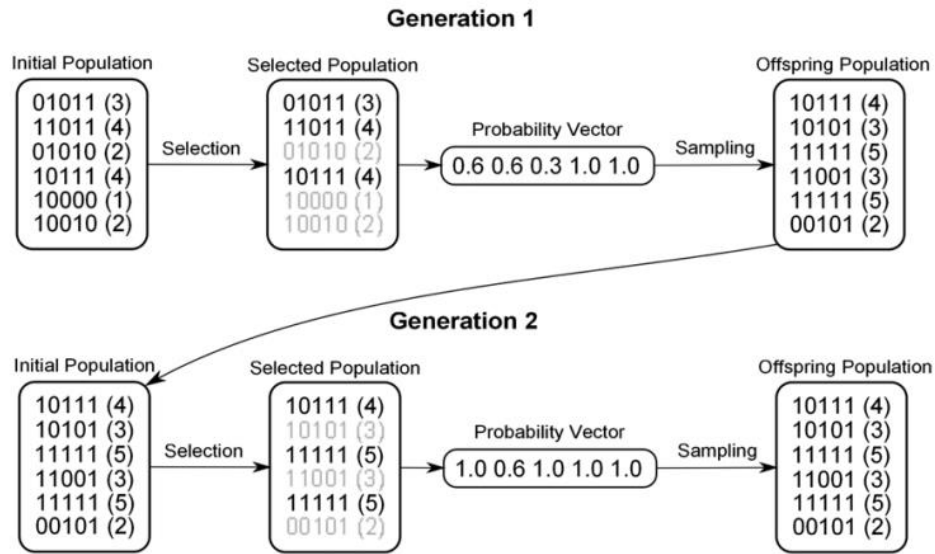 Generation 1
Initial Population
01011 (3)
11011 (4)
01010 (2)
10111 (4)
10000 (1)
10010 (2)
Selection
Selected Population
01011 (3)
11011 (4)
01010 (2)
10111 (4)
10000 (1)
10010 (2)
Probability Vector
0.6 0.6 0.3 1.0 1.0
Sampling
Offspring Population
10111 (4)
10101 (3)
11111 (5)
11001 (3)
11111 (5)
00101 (2)
Generation 2
Initial Population
10111 (4)
10101 (3)
11111 (5)
11001 (3)
11111 (5)
00101 (2)
Selection
Selected Population
10111 (4)
10101 (3)
11111 (5)
11001 (3)
11111 (5)
00101 (2)
Probability Vector
1.0 0.6 1.0 1.0 1.0
Sampling
Offspring Population
10111 (4)
10101 (3)
11111 (5)
11001 (3)
11111 (5)
00101 (2)